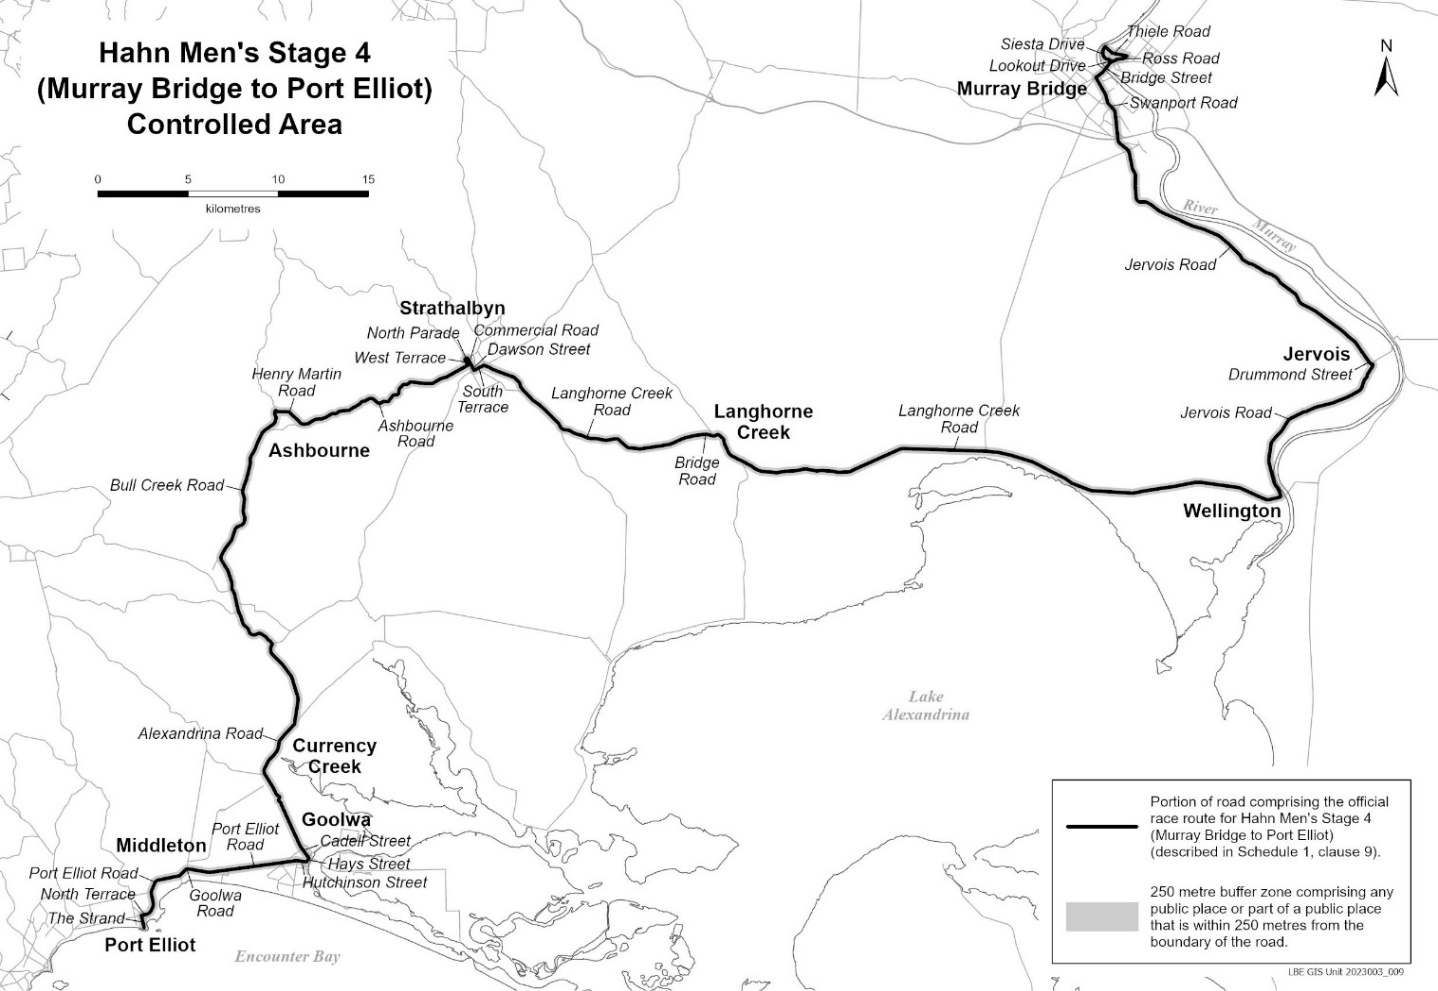 Hahn Men's Stage 4
(Murray Bridge to Port Elliot)
Controlled Area
0 5 10 15
kilometres
N
Thiele Road
Siesta Drive
Ross Road
Lookout Drive
Bridge Street
Murray Bridge
Swanport Road
River
Murray
Jervois Road
Strathalbyn
North Parade
Commercial Road
Dawson Street
West Terrace
Jervois
Drummond Street
Henry Martin
Road
South
Terrace
Langhorne Creek
Road
Langhorne
Creek
Langhorne Creek
Road
Jervois Road
Ashbourne
Road
Ashbourne
Bridge
Road
Bull Creek Road
Wellington
Lake
Alexandrina
Alexandrina Road
Currency
Creek
Goolwa
Port Elliot
Road
Middleton
Cadell Street
Hays Street
Hutchinson Street
Port Elliot Road
North Terrace
Goolwa
Road
The Strand
Port Elliot
Encounter Bay
Portion of road comprising the official
race route for Hahn Men's Stage 4
(Murray Bridge to Port Elliot)
(described in Schedule 1, clause 9).
250 metre buffer zone comprising any
public place or part of a public place
that is within 250 metres from the
boundary of the road.
LBE GIS Unit 2023003_009